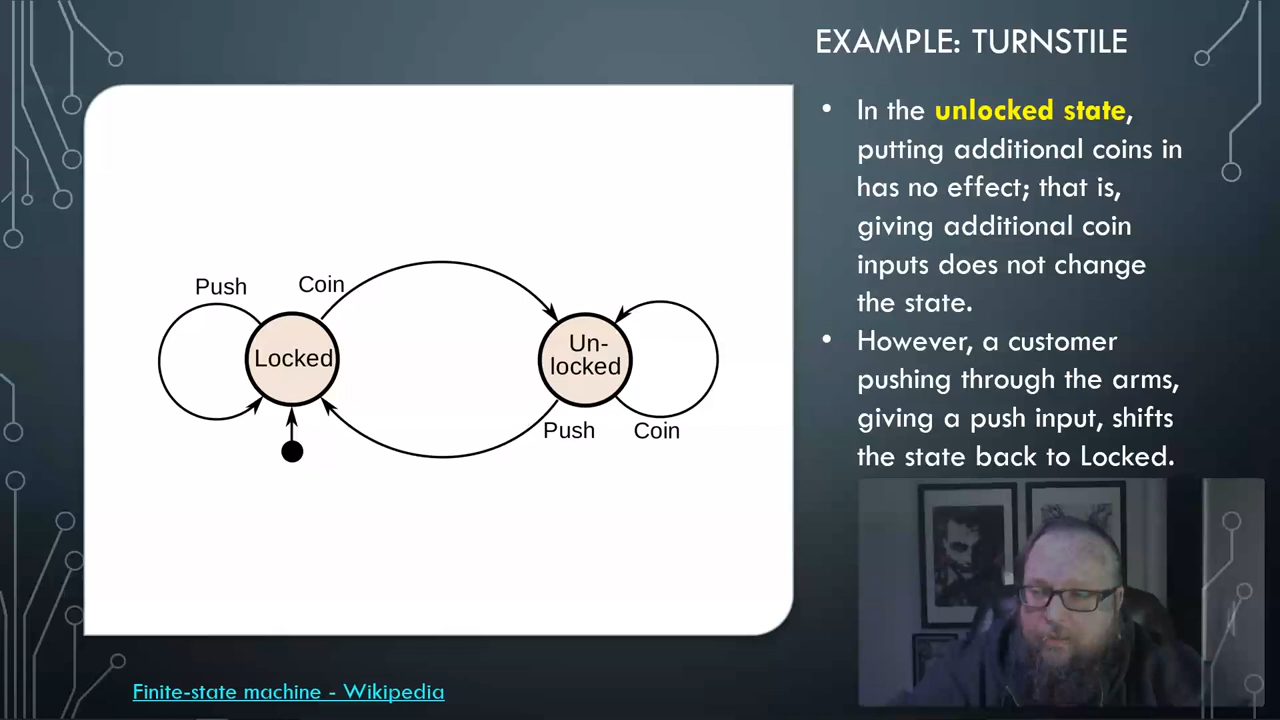 EXAMPLE: TURNSTILE
• In the unlocked state,
putting additional coins in
has no effect; that is,
giving additional coin
inputs does not change
the state.
• However, a customer
pushing through the arms,
giving a push input, shifts
the state back to Locked.
Push
Coin
Locked
Un-
locked
Push
Coin
Finite-state machine - Wikipedia